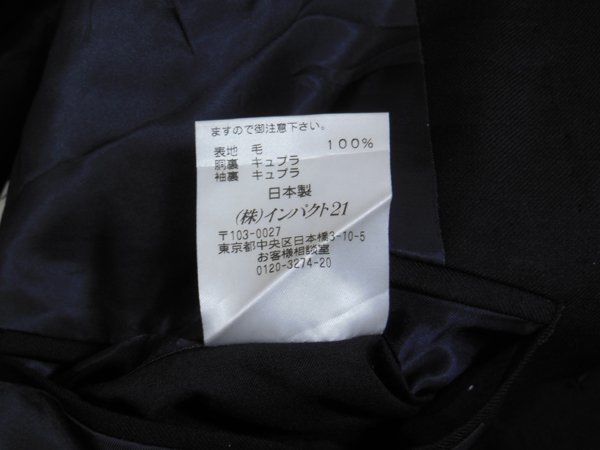 ますので御注意下さい。
表地 毛 100%
胴裏 キュプラ
袖裏 キュプラ
日本製
(株)インパクト21
〒103-0027
東京都中央区日本橋3-10-5
お客様相談室
0120-3274-20